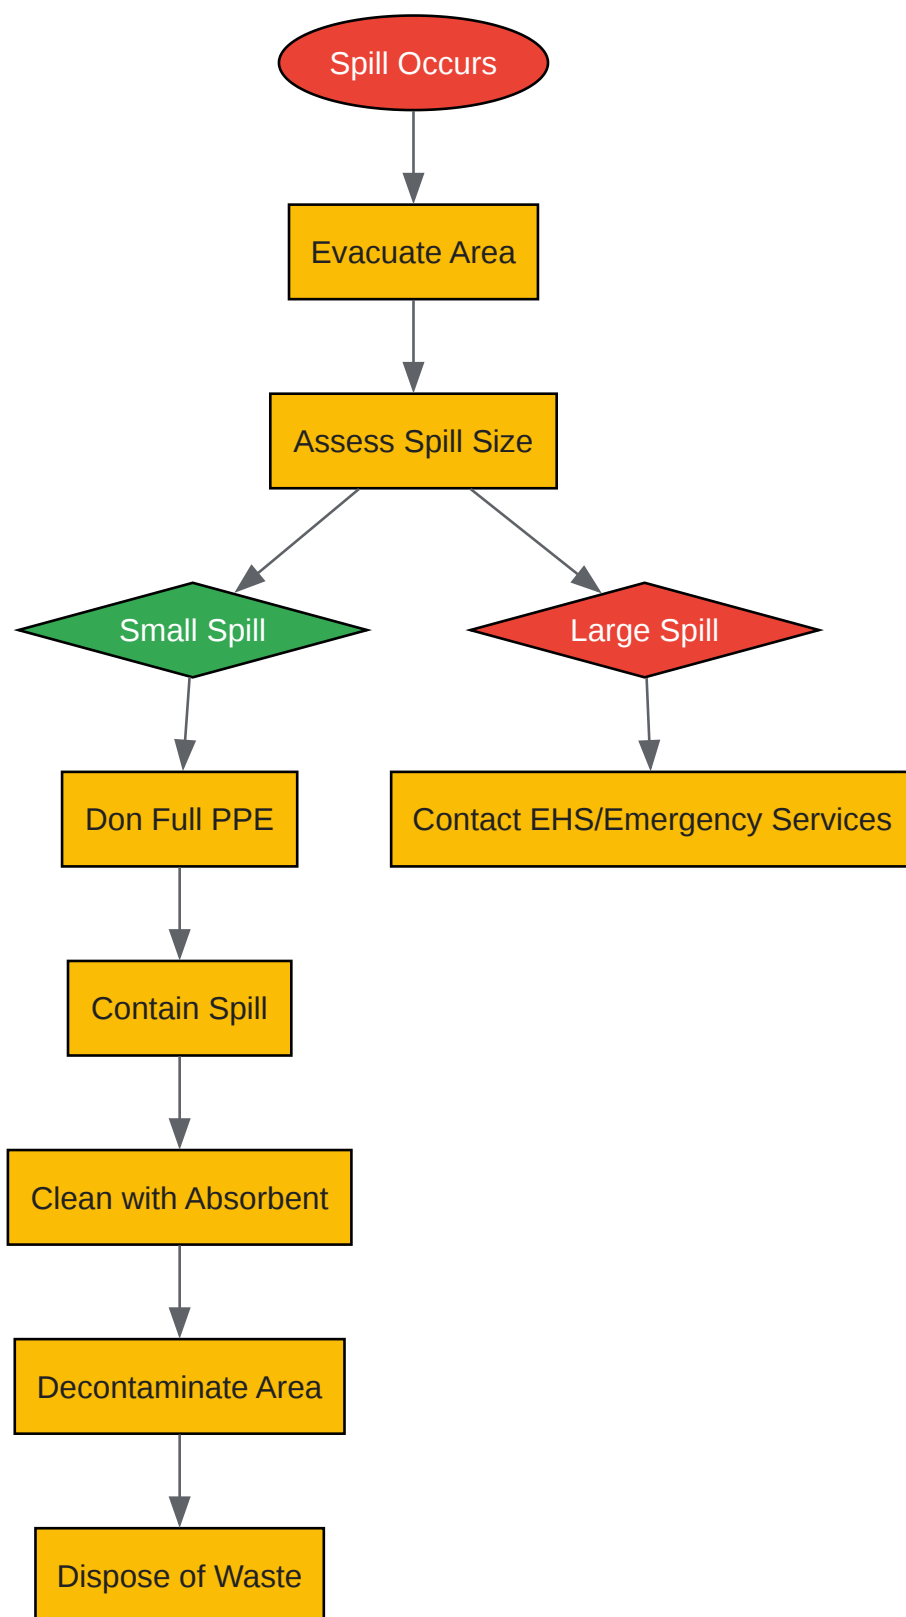 Spill Occurs
Evacuate Area
Assess Spill Size
Small Spill
Large Spill
Don Full PPE
Contact EHS/Emergency Services
Contain Spill
Clean with Absorbent
Decontaminate Area
Dispose of Waste